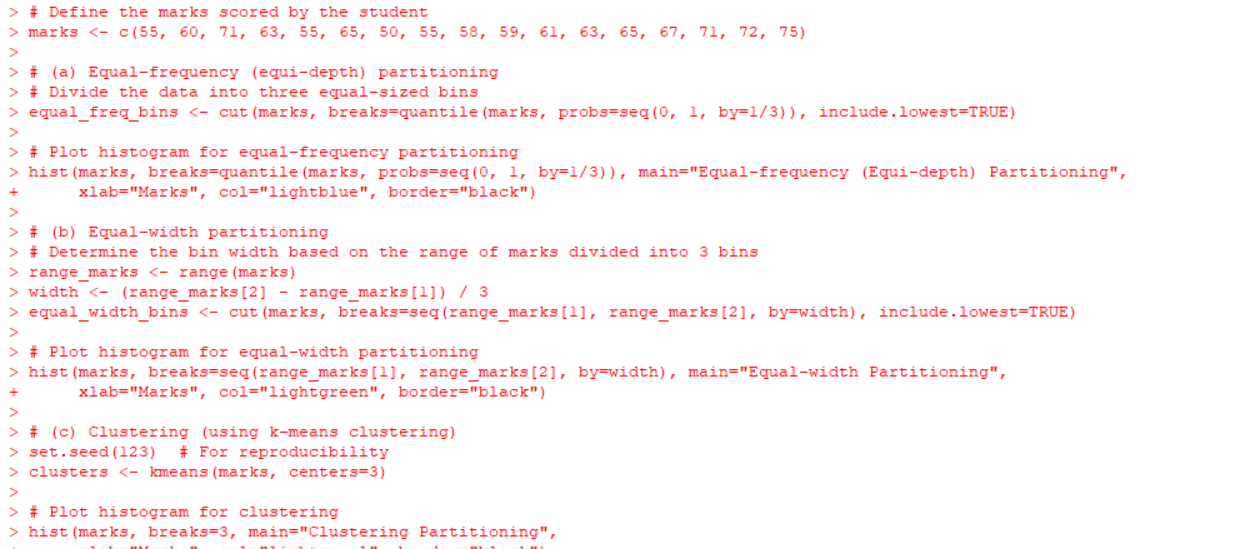 > # Define the marks scored by the student
> marks <- c(55, 60, 71, 63, 55, 65, 50, 55, 58, 59, 61, 63, 65, 67, 71, 72, 75)
>
> # (a) Equal-frequency (equi-depth) partitioning
> # Divide the data into three equal-sized bins
> equal_freq_bins <- cut(marks, breaks=quantile(marks, probs=seq(0, 1, by=1/3)), include.lowest=TRUE)
>
> # Plot histogram for equal-frequency partitioning
> hist(marks, breaks=quantile(marks, probs=seq(0, 1, by=1/3)), main="Equal-frequency (Equi-depth) Partitioning",
+      xlab="Marks", col="lightblue", border="black")
>
> # (b) Equal-width partitioning
> # Determine the bin width based on the range of marks divided into 3 bins
> range_marks <- range(marks)
> width <- (range_marks[2] - range_marks[1]) / 3
> equal_width_bins <- cut(marks, breaks=seq(range_marks[1], range_marks[2], by=width), include.lowest=TRUE)
>
> # Plot histogram for equal-width partitioning
> hist(marks, breaks=seq(range_marks[1], range_marks[2], by=width), main="Equal-width Partitioning",
+      xlab="Marks", col="lightgreen", border="black")
>
> # (c) Clustering (using k-means clustering)
> set.seed(123)  # For reproducibility
> clusters <- kmeans(marks, centers=3)
>
> # Plot histogram for clustering
> hist(marks, breaks=3, main="Clustering Partitioning",